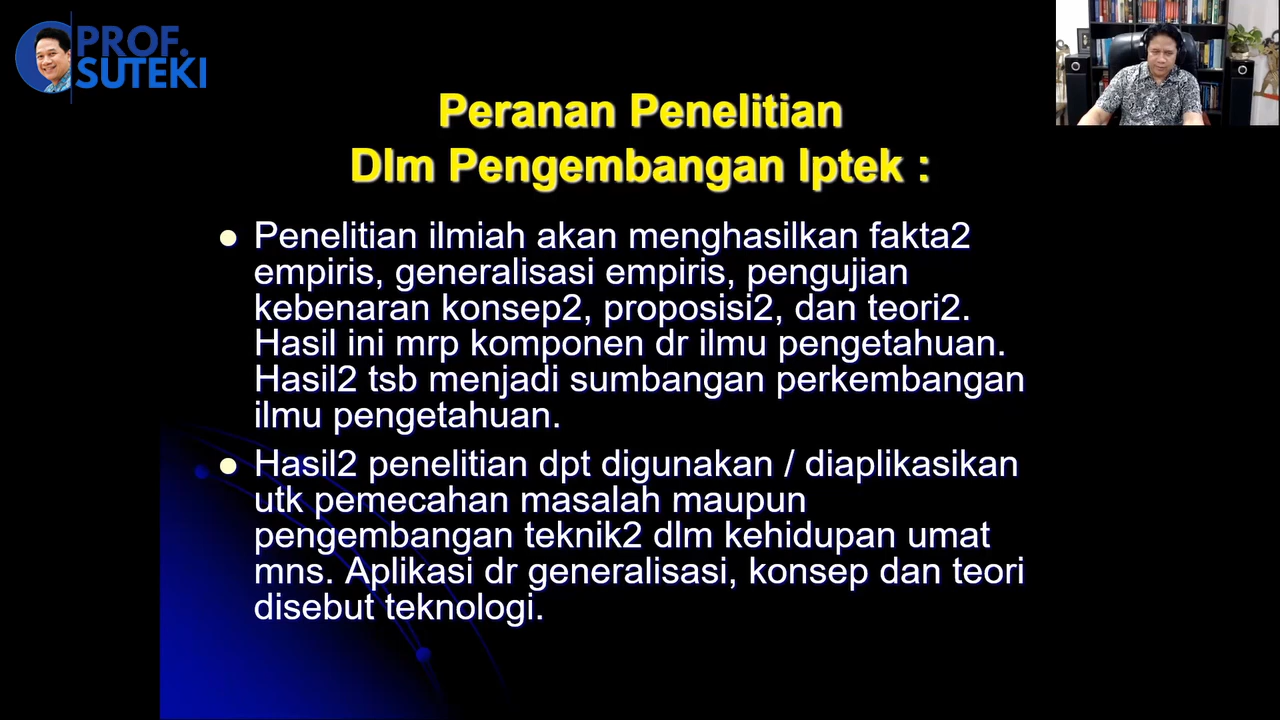 PROF.
SUTEKI
Peranan Penelitian
Dlm Pengembangan Iptek :
Penelitian ilmiah akan menghasilkan fakta2
empiris, generalisasi empiris, pengujian
kebenaran konsep2, proposisi2, dan teori2.
Hasil ini mrp komponen dr ilmu pengetahuan.
Hasil2 tsb menjadi sumbangan perkembangan
ilmu pengetahuan.
Hasil2 penelitian dpt digunakan / diaplikasikan
utk pemecahan masalah maupun
pengembangan teknik2 dlm kehidupan umat
mns. Aplikasi dr generalisasi, konsep dan teori
disebut teknologi.